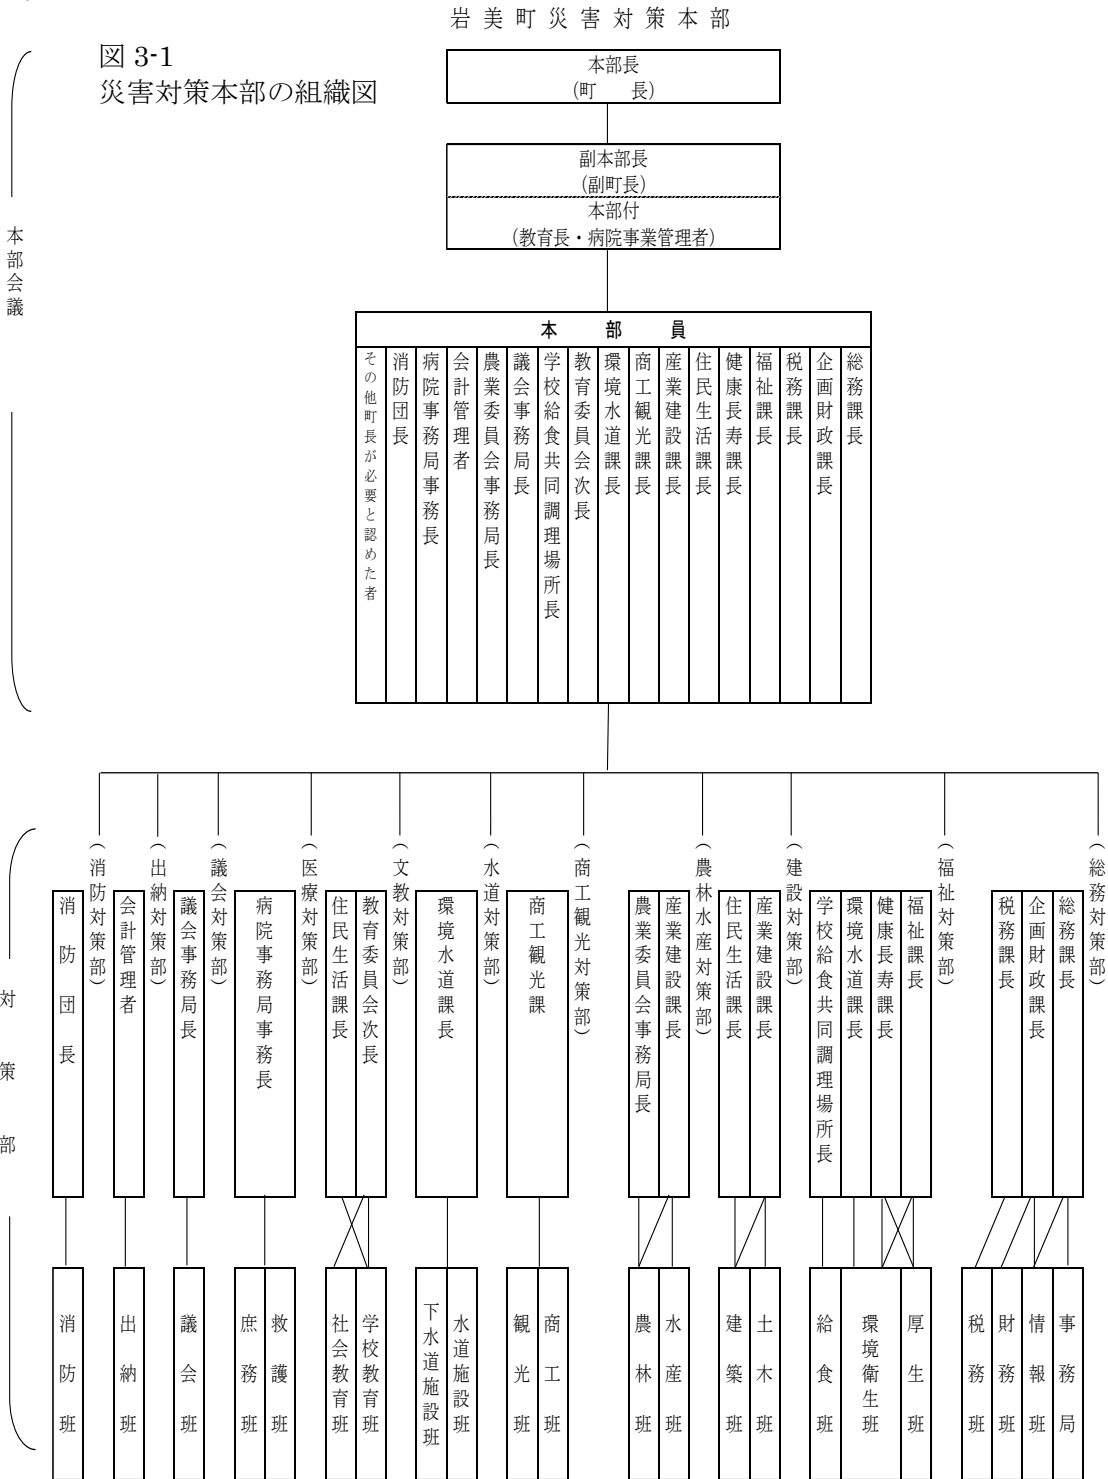 岩美町災害対策本部
図 3-1
災害対策本部の組織図
本部長
(町　　長)
副本部長
(副町長)
本部付
(教育長・病院事業管理者)
本部会議
本　部　員
総務課長
企画財政課長
税務課長
福祉課長
健康長寿課長
住民生活課長
産業建設課長
商工観光課長
環境水道課長
教育委員会次長
学校給食共同調理場所長
議会事務局長
農業委員会事務局長
会計管理者
病院事務局事務長
消防団長
その他町長が必要と認めた者
対策部
(総務対策部)
総務課長
企画財政課長
税務課長
(福祉対策部)
福祉課長
健康長寿課長
環境水道課長
学校給食共同調理場所長
(建設対策部)
産業建設課長
住民生活課長
(農林水産対策部)
産業建設課長
農業委員会事務局長
(商工観光対策部)
商工観光課
(水道対策部)
環境水道課長
(文教対策部)
教育委員会次長
住民生活課長
(医療対策部)
病院事務局事務長
(議会対策部)
議会事務局長
(出納対策部)
会計管理者
(消防対策部)
消防団長
事務局
情報班
財務班
税務班
厚生班
環境衛生班
給食班
土木班
建築班
水産班
農林班
商工班
観光班
水道施設班
下水道施設班
学校教育班
社会教育班
救護班
庶務班
議会班
出納班
消防班